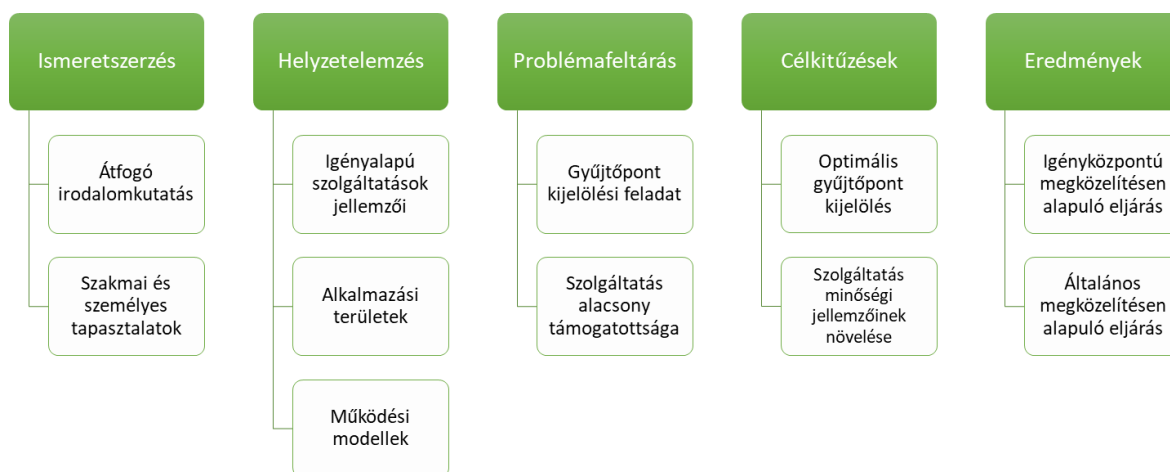 Ismeretszerzés
Átfogó
irodalomkutatás
Szakmai és
személyes
tapasztalatok
Helyzetelemzés
Igényalapú
szolgáltatások
jellemzői
Alkalmazási
területek
Működési
modellek
Problémafeltárás
Gyűjtőpont
kijelölési feladat
Szolgáltatás
alacsony
támogatottsága
Célkitűzések
Optimális
gyűjtőpont
kijelölés
Szolgáltatás
minőségi
jellemzőinek
növelése
Eredmények
Igényközpontú
megközelítésen
alapuló eljárás
Általános
megközelítésen
alapuló eljárás